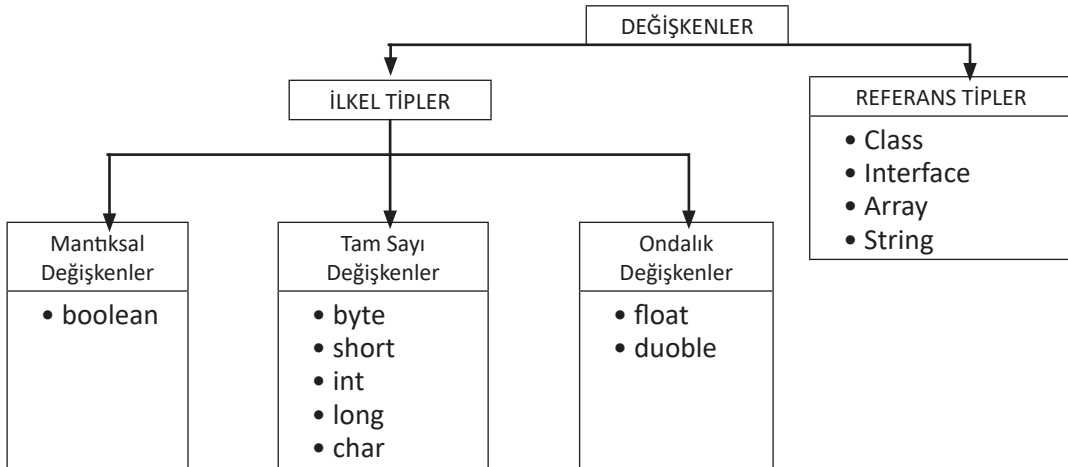 DEĞİŞKENLER
İLKEL TİPLER
REFERANS TİPLER
• Class
• Interface
• Array
• String
Mantıksal
Değişkenler
• boolean
Tam Sayı
Değişkenler
• byte
• short
• int
• long
• char
Ondalık
Değişkenler
• float
• duoble